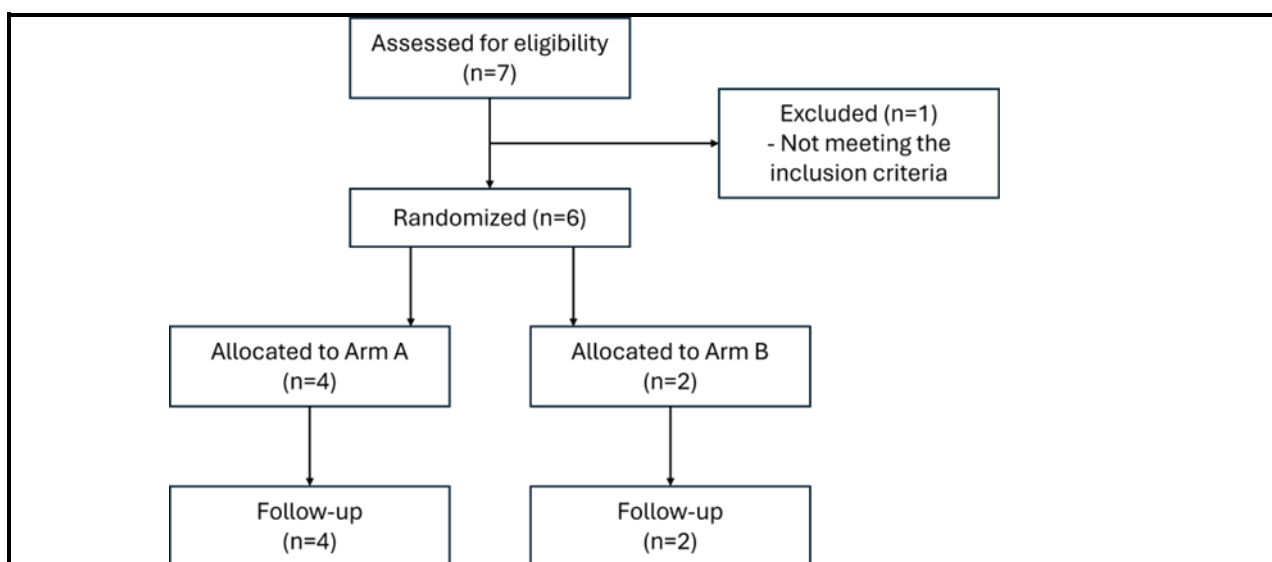 Assessed for eligibility
(n=7)
Excluded (n=1)
- Not meeting the
inclusion criteria
Randomized (n=6)
Allocated to Arm A
(n=4)
Allocated to Arm B
(n=2)
Follow-up
(n=4)
Follow-up
(n=2)